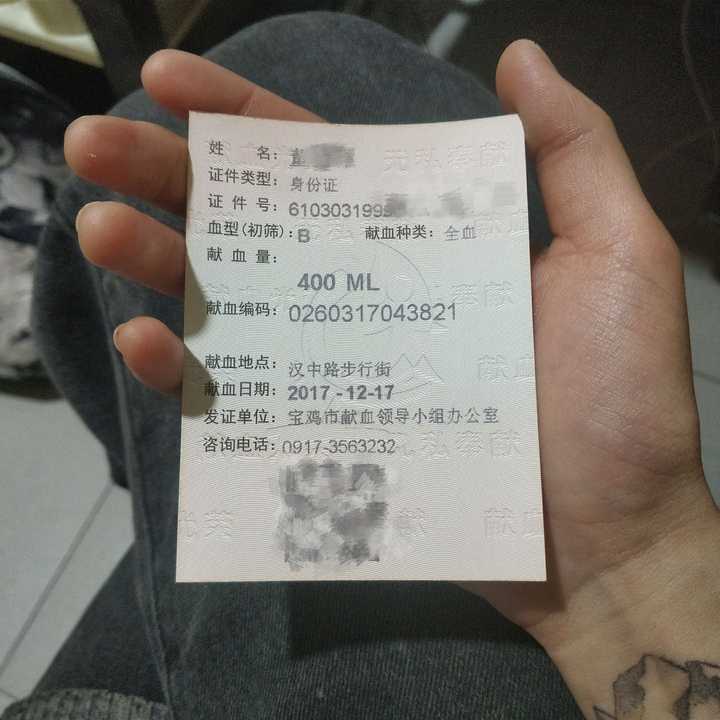 姓 名：
证件类型：身份证
证 件 号：610303199
血型(初筛)：B 献血种类：全血
献 血 量：
400 ML
献血编码：0260317043821
献血地点：汉中路步行街
献血日期：2017-12-17
发证单位：宝鸡市献血领导小组办公室
咨询电话：0917-3563232